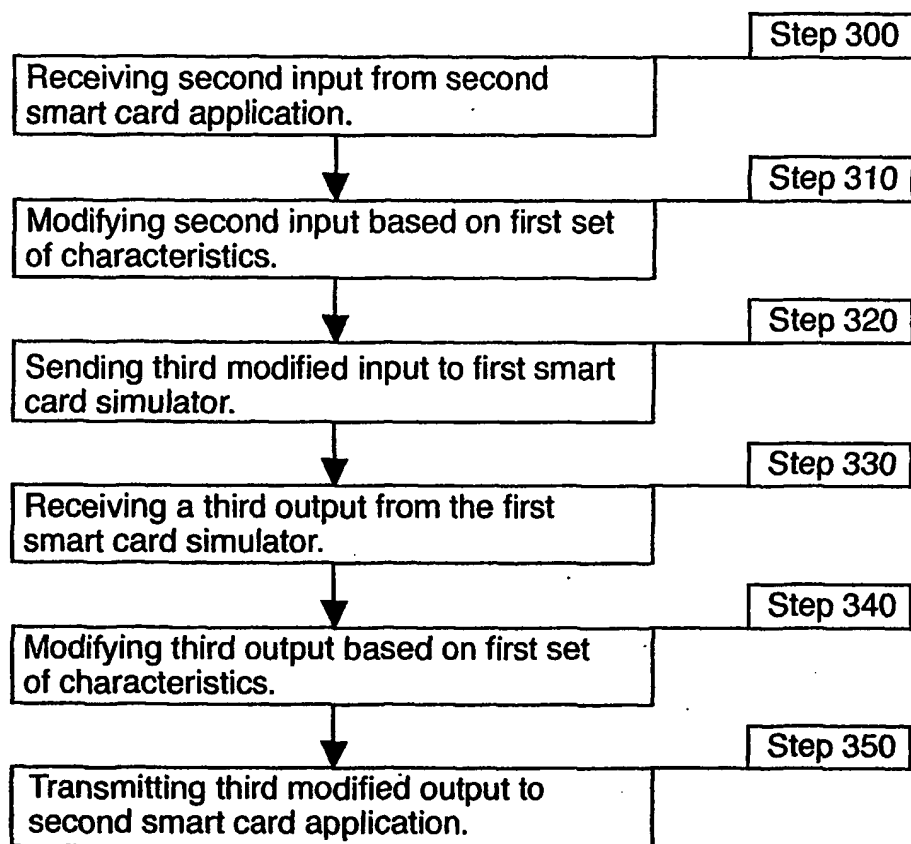 Step 300
Receiving second input from second
smart card application.
Step 310
Modifying second input based on first set
of characteristics.
Step 320
Sending third modified input to first smart
card simulator.
Step 330
Receiving a third output from the first
smart card simulator.
Step 340
Modifying third output based on first set
of characteristics.
Step 350
Transmitting third modified output to
second smart card application.